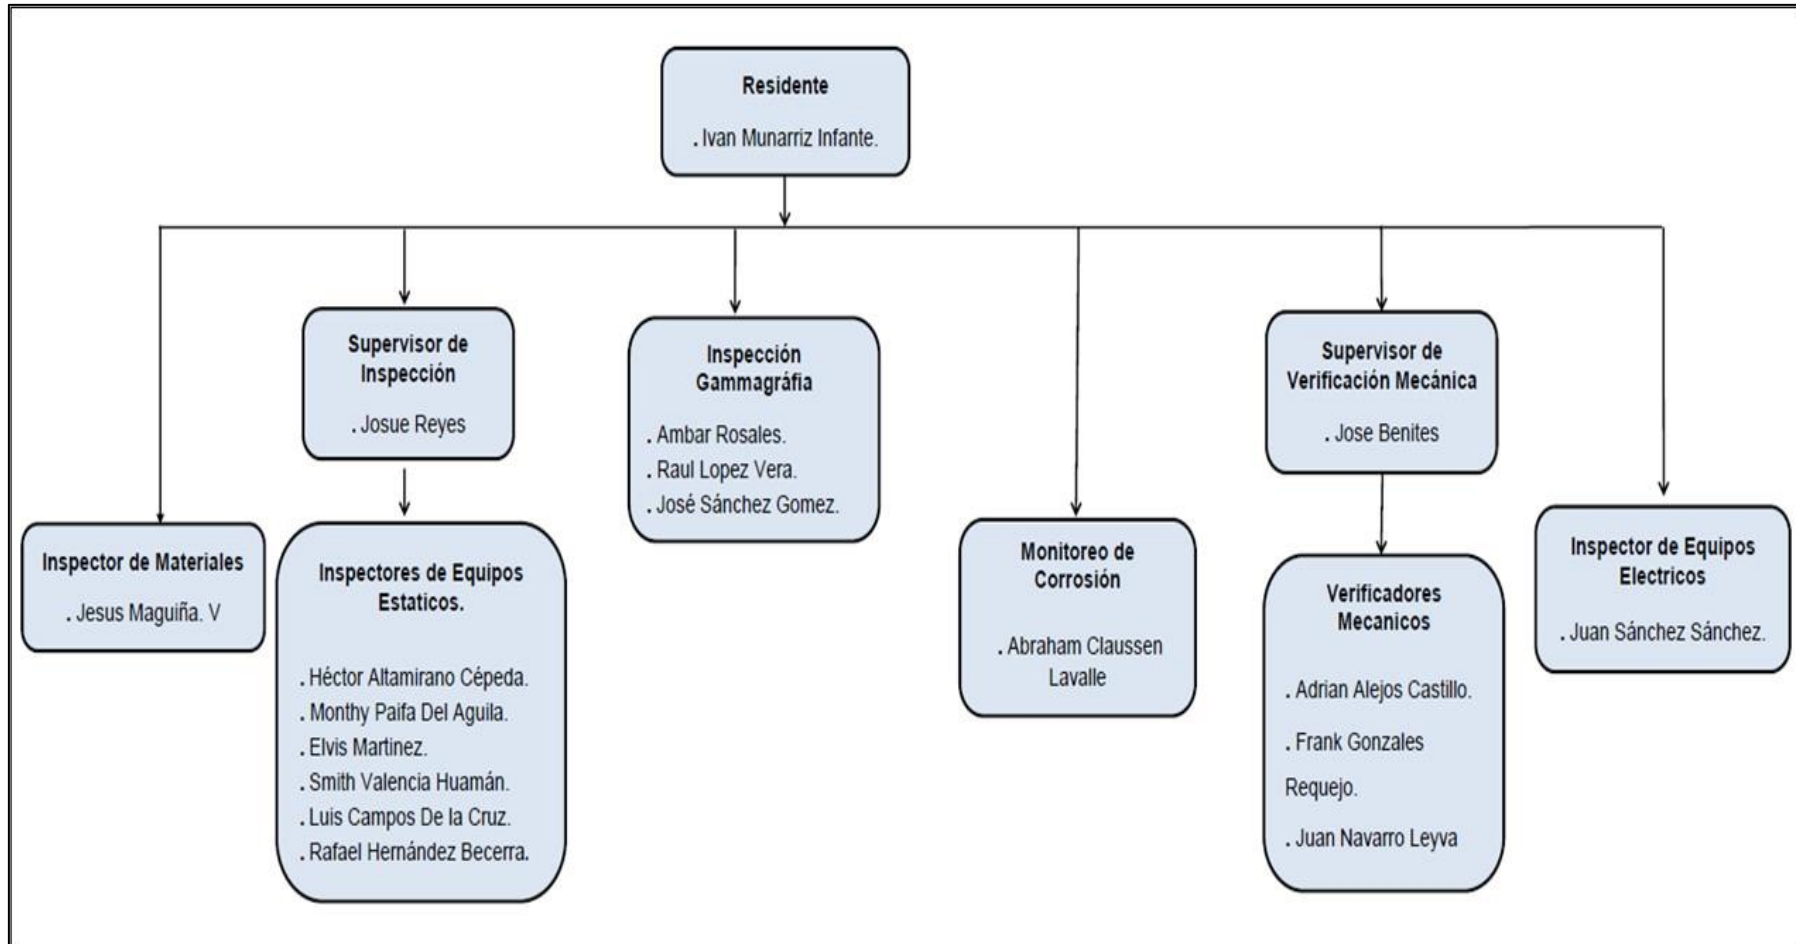 Residente
. Ivan Munarriz Infante.
Inspector de Materiales
. Jesus Maguiña. V
Supervisor de
Inspección
. Josue Reyes
Inspectores de Equipos
Estaticos.
. Héctor Altamirano Cépeda.
. Monthy Paifa Del Aguila.
. Elvis Martinez.
. Smith Valencia Huamán.
. Luis Campos De la Cruz.
. Rafael Hernández Becerra.
Inspección
Gammagráfia
. Ambar Rosales.
. Raul Lopez Vera.
. José Sánchez Gomez.
Monitoreo de
Corrosión
. Abraham Claussen
Lavalle
Supervisor de
Verificación Mecánica
. Jose Benites
Verificadores
Mecanicos
. Adrian Alejos Castillo.
. Frank Gonzales
Requejo.
. Juan Navarro Leyva
Inspector de Equipos
Electricos
. Juan Sánchez Sánchez.